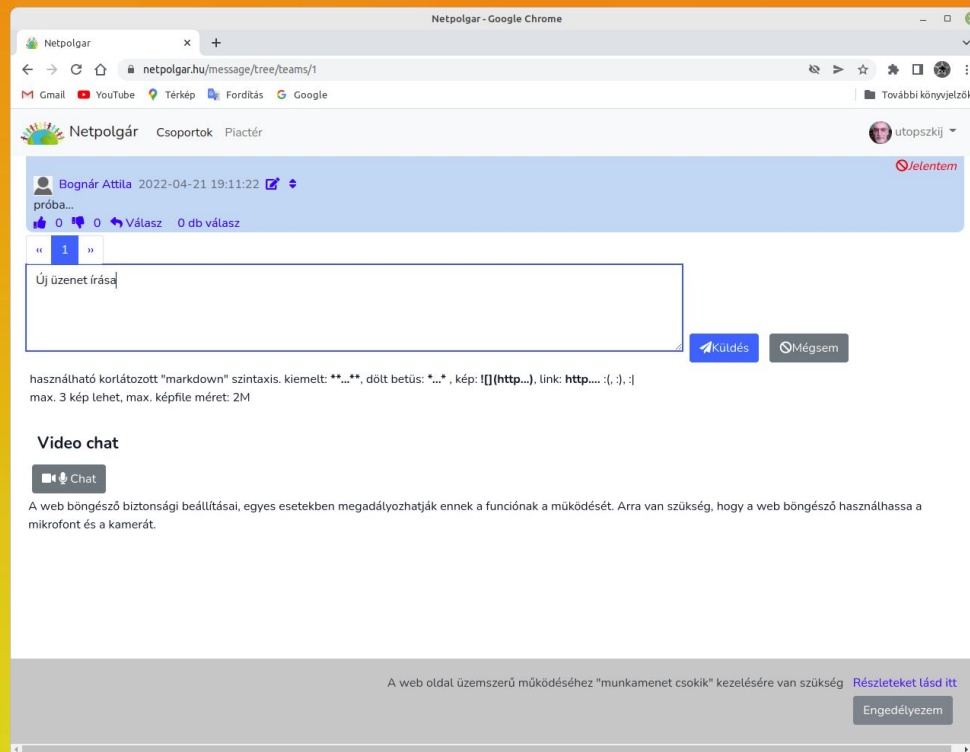 Netpolgar - Google Chrome
Netpolgar
netpolgar.hu/message/tree/teams/1
Gmail YouTube Térkép Fordítás Google További könyvjelzők
Netpolgár Csoportok Piactér utopszkij
Jelentem
Bognár Attila 2022-04-21 19:11:22
próba...
0 0 Válasz 0 db válasz
‹‹ 1 ››
Új üzenet írása
Küldés Mégsem
használható korlátozott "markdown" szintaxis. kiemelt: **...**, dölt betüs: *...* , kép: ![](http...), link: http.... :(, :), :|
max. 3 kép lehet, max. képfile méret: 2M
Video chat
Chat
A web böngésző biztonsági beállításai, egyes esetekben megadályozhatják ennek a funciónak a müködését. Arra van szükség, hogy a web böngésző használhassa a
mikrofont és a kamerát.
A web oldal üzemszerű működéséhez "munkamenet csokik" kezelésére van szükség Részleteket lásd itt
Engedélyezem